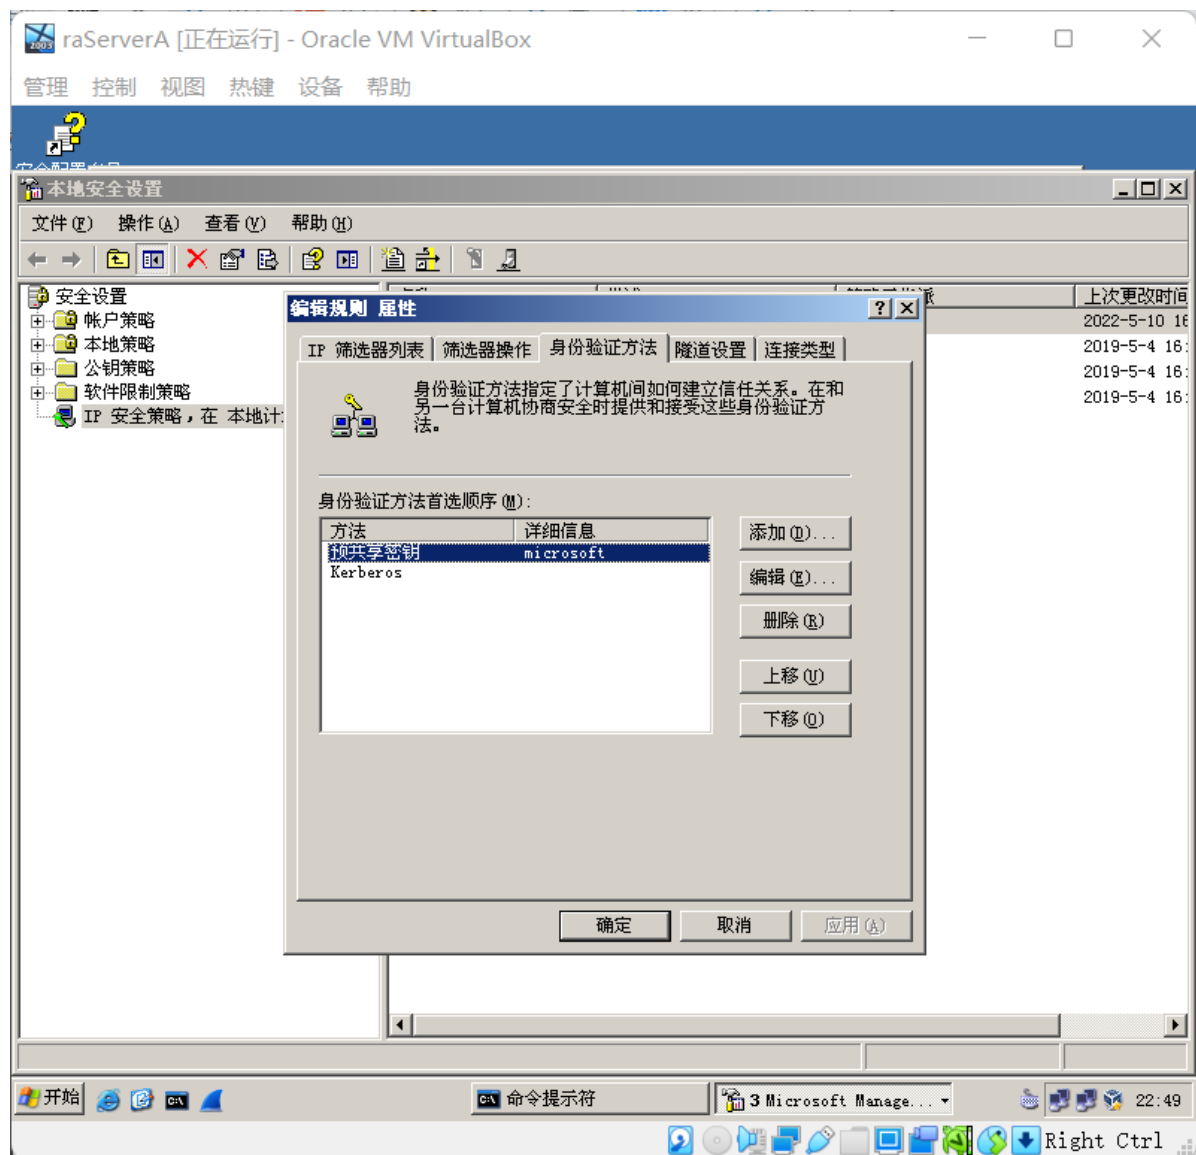 raServerA [正在运行] - Oracle VM VirtualBox
管理 控制 视图 热键 设备 帮助
本地安全设置
文件(F) 操作(A) 查看(V) 帮助(H)
安全设置
帐户策略
本地策略
公钥策略
软件限制策略
IP 安全策略，在 本地计
上次更改时间
2022-5-10 16
2019-5-4 16:
2019-5-4 16:
2019-5-4 16:
编辑规则 属性
IP 筛选器列表 筛选器操作 身份验证方法 隧道设置 连接类型
身份验证方法指定了计算机间如何建立信任关系。在和
另一台计算机协商安全时提供和接受这些身份验证方
法。
身份验证方法首选顺序(M):
方法 详细信息
预共享密钥 microsoft
Kerberos
添加(D)...
编辑(E)...
删除(R)
上移(U)
下移(O)
确定 取消 应用(A)
开始 命令提示符 3 Microsoft Manage... 22:49
Right Ctrl